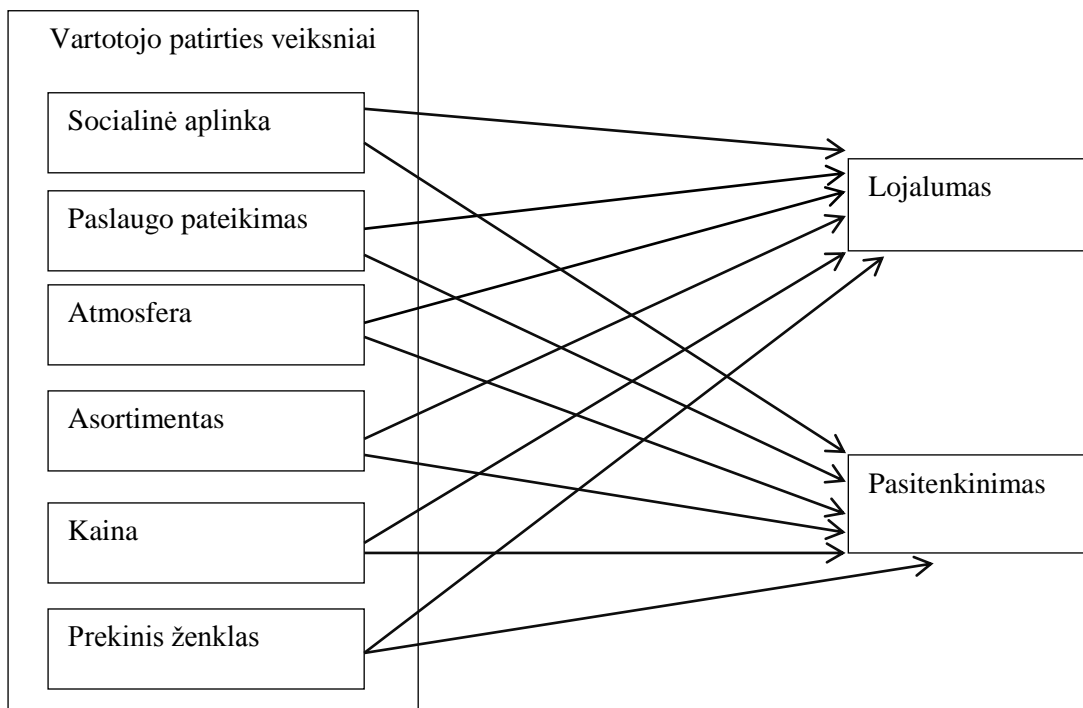 Vartotojo patirties veiksniai
Socialinė aplinka
Paslaugo pateikimas
Atmosfera
Asortimentas
Kaina
Prekinis ženklas
Lojalumas
Pasitenkinimas